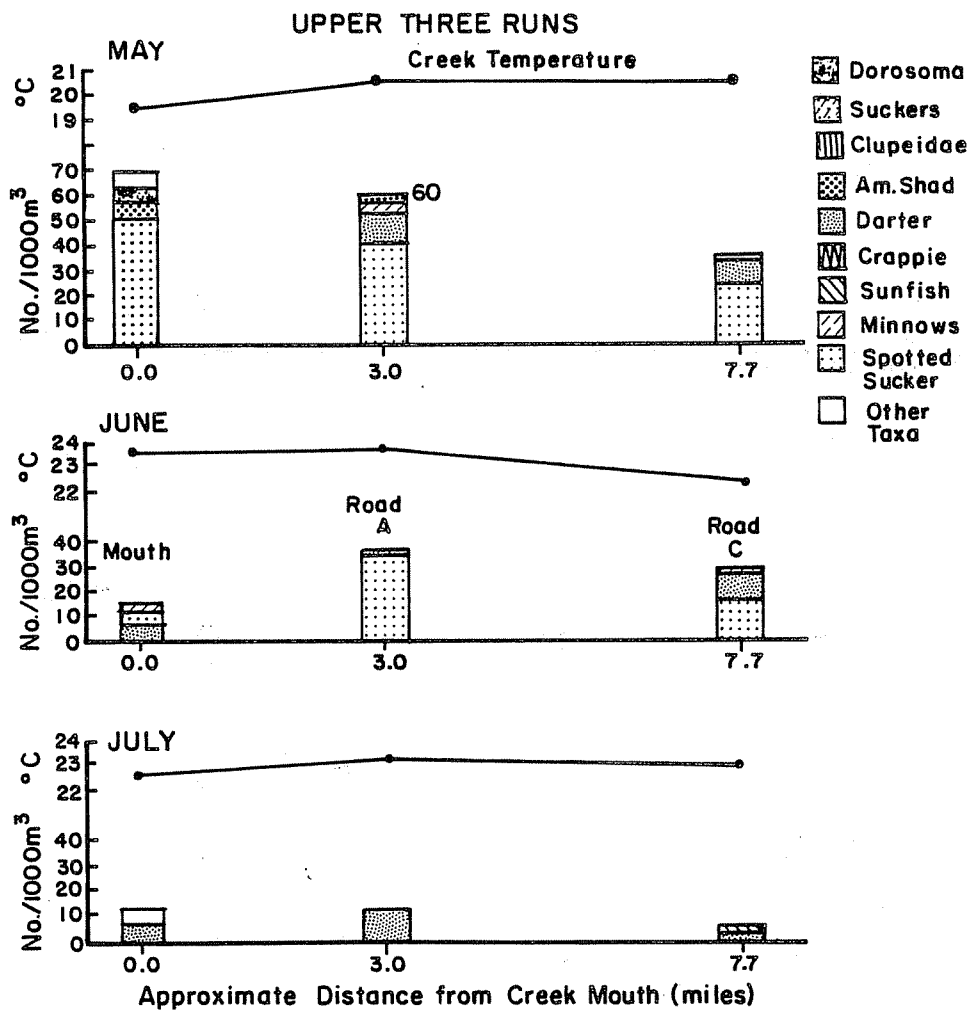 UPPER THREE RUNS
MAY
Creek Temperature
°C
21
20
19
No./1000m³
70
60
50
40
30
20
10
0
60
0.0
3.0
7.7
Dorosoma
Suckers
Clupeidae
Am. Shad
Darter
Crappie
Sunfish
Minnows
Spotted
Sucker
Other
Taxa
JUNE
°C
24
23
22
No./1000m³
40
30
20
10
0
Mouth
Road
A
Road
C
0.0
3.0
7.7
JULY
°C
24
23
22
No./1000m³
40
30
20
10
0
0.0
3.0
7.7
Approximate Distance from Creek Mouth (miles)